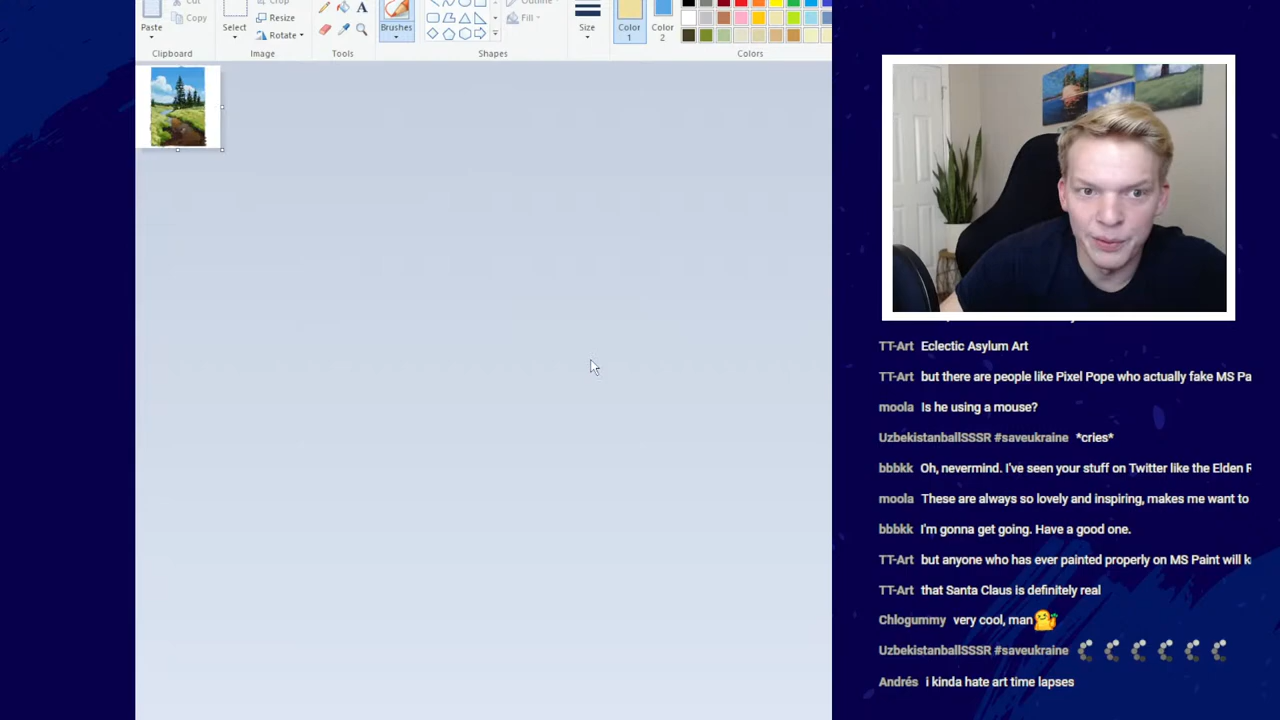 Paste
Cut
Copy
Clipboard
Select
Crop
Resize
Rotate
Image
A
Tools
Brushes
Outline
Fill
Shapes
Size
Color
1
Color
2
Colors
TT-Art Eclectic Asylum Art
TT-Art but there are people like Pixel Pope who actually fake MS Pa
moola Is he using a mouse?
UzbekistanballSSSR #saveukraine *cries*
bbbkk Oh, nevermind. I've seen your stuff on Twitter like the Elden R
moola These are always so lovely and inspiring, makes me want to
bbbkk I'm gonna get going. Have a good one.
TT-Art but anyone who has ever painted properly on MS Paint will k
TT-Art that Santa Claus is definitely real
Chlogummy very cool, man
UzbekistanballSSSR #saveukraine
Andrés i kinda hate art time lapses